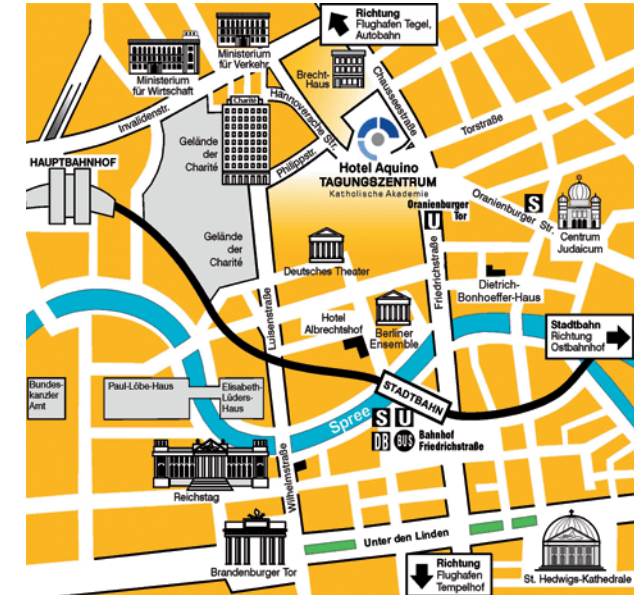 Richtung
Flughafen Tegel,
Autobahn
Ministerium
für Verkehr
Ministerium
für Wirtschaft
Brecht-
Haus
Chausseestraße
Invalidenstr.
Charité
Hannoversche Str.
Torstraße
Gelände
der
Charité
Philippstr.
HAUPTBAHNHOF
Hotel Aquino
TAGUNGSZENTRUM
Katholische Akademie
Oranienburger
Tor
U
Oranienburger Str.
S
Centrum
Judaicum
Gelände
der
Charité
Deutsches Theater
Friedrichstraße
Dietrich-
Bonhoeffer-Haus
Luisenstraße
Hotel
Albrechtshof
Berliner
Ensemble
Stadtbahn
Richtung
Ostbahnhof
Bundes-
kanzler
Amt
Paul-Löbe-Haus
Elisabeth-
Lüders-
Haus
STADTBAHN
Spree
S U
DB BUS
Bahnhof
Friedrichstraße
Reichstag
Wilhelmstraße
Unter den Linden
Brandenburger Tor
Richtung
Flughafen
Tempelhof
St. Hedwigs-Kathedrale